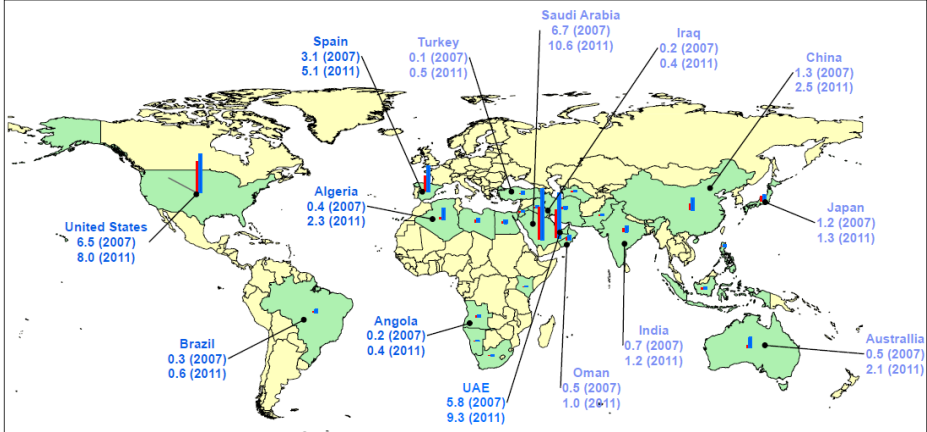 Saudi Arabia
6.7 (2007)
10.6 (2011)
Spain
3.1 (2007)
5.1 (2011)
Turkey
0.1 (2007)
0.5 (2011)
Iraq
0.2 (2007)
0.4 (2011)
China
1.3 (2007)
2.5 (2011)
Algeria
0.4 (2007)
2.3 (2011)
Japan
1.2 (2007)
1.3 (2011)
United States
6.5 (2007)
8.0 (2011)
Angola
0.2 (2007)
0.4 (2011)
India
0.7 (2007)
1.2 (2011)
Australlia
0.5 (2007)
2.1 (2011)
Brazil
0.3 (2007)
0.6 (2011)
Oman
0.5 (2007)
1.0 (2011)
UAE
5.8 (2007)
9.3 (2011)